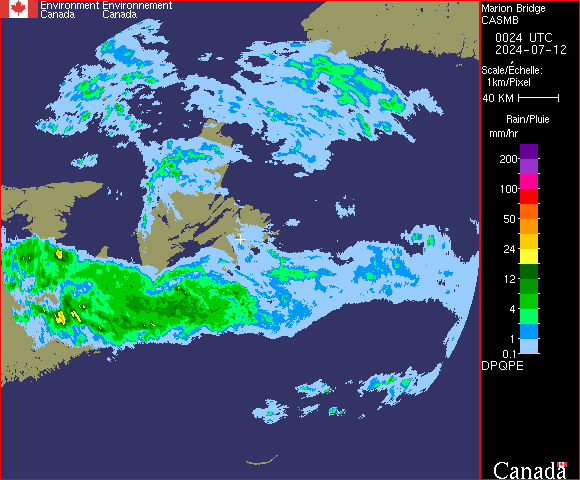 Environment Environnement
Canada Canada
Marion Bridge
CASMB
0024 UTC
2024-07-12
Scale/Echelle:
1km/Pixel
40 KM
Rain/Pluie
mm/hr
200
100
50
24
12
4
1
0.1
DPQPE
Canada